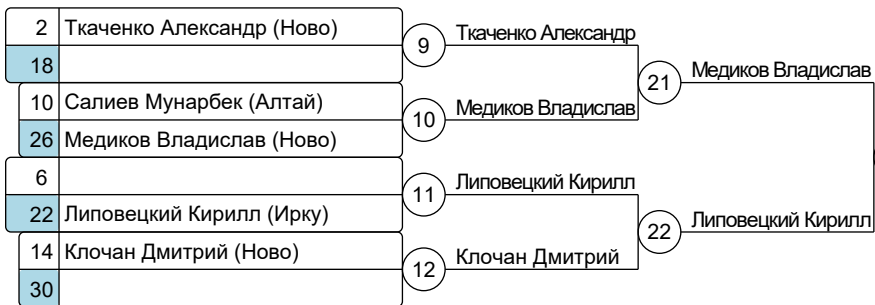 2 Ткаченко Александр (Ново)
18
10 Салиев Мунарбек (Алтай)
26 Медиков Владислав (Ново)
6
22 Липовецкий Кирилл (Ирку)
14 Клочан Дмитрий (Ново)
30
9 Ткаченко Александр
10 Медиков Владислав
11 Липовецкий Кирилл
12 Клочан Дмитрий
21 Медиков Владислав
22 Липовецкий Кирилл